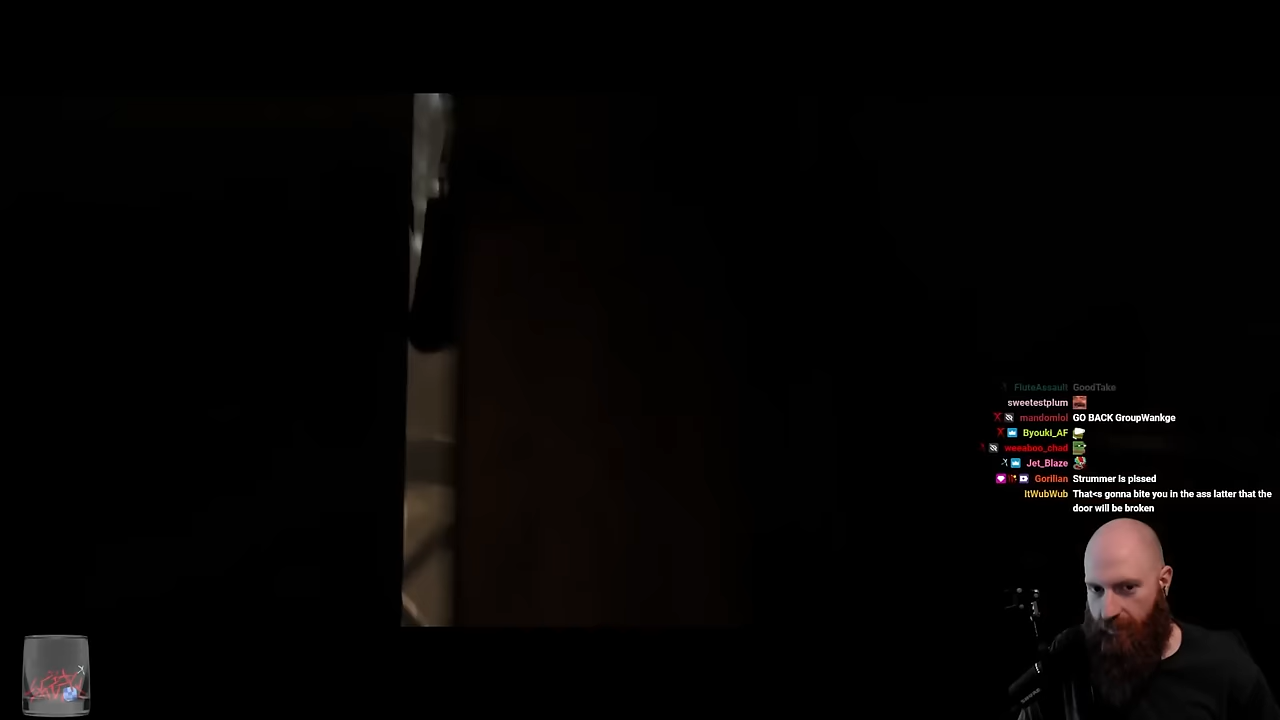 FluteAssault GoodTake
sweetestplum
mandomlol GO BACK GroupWankge
Byouki_AF
weeaboo_chad
Jet_Blaze
Gorilian Strummer is pissed
ItWubWub That<s gonna bite you in the ass latter that the
door will be broken